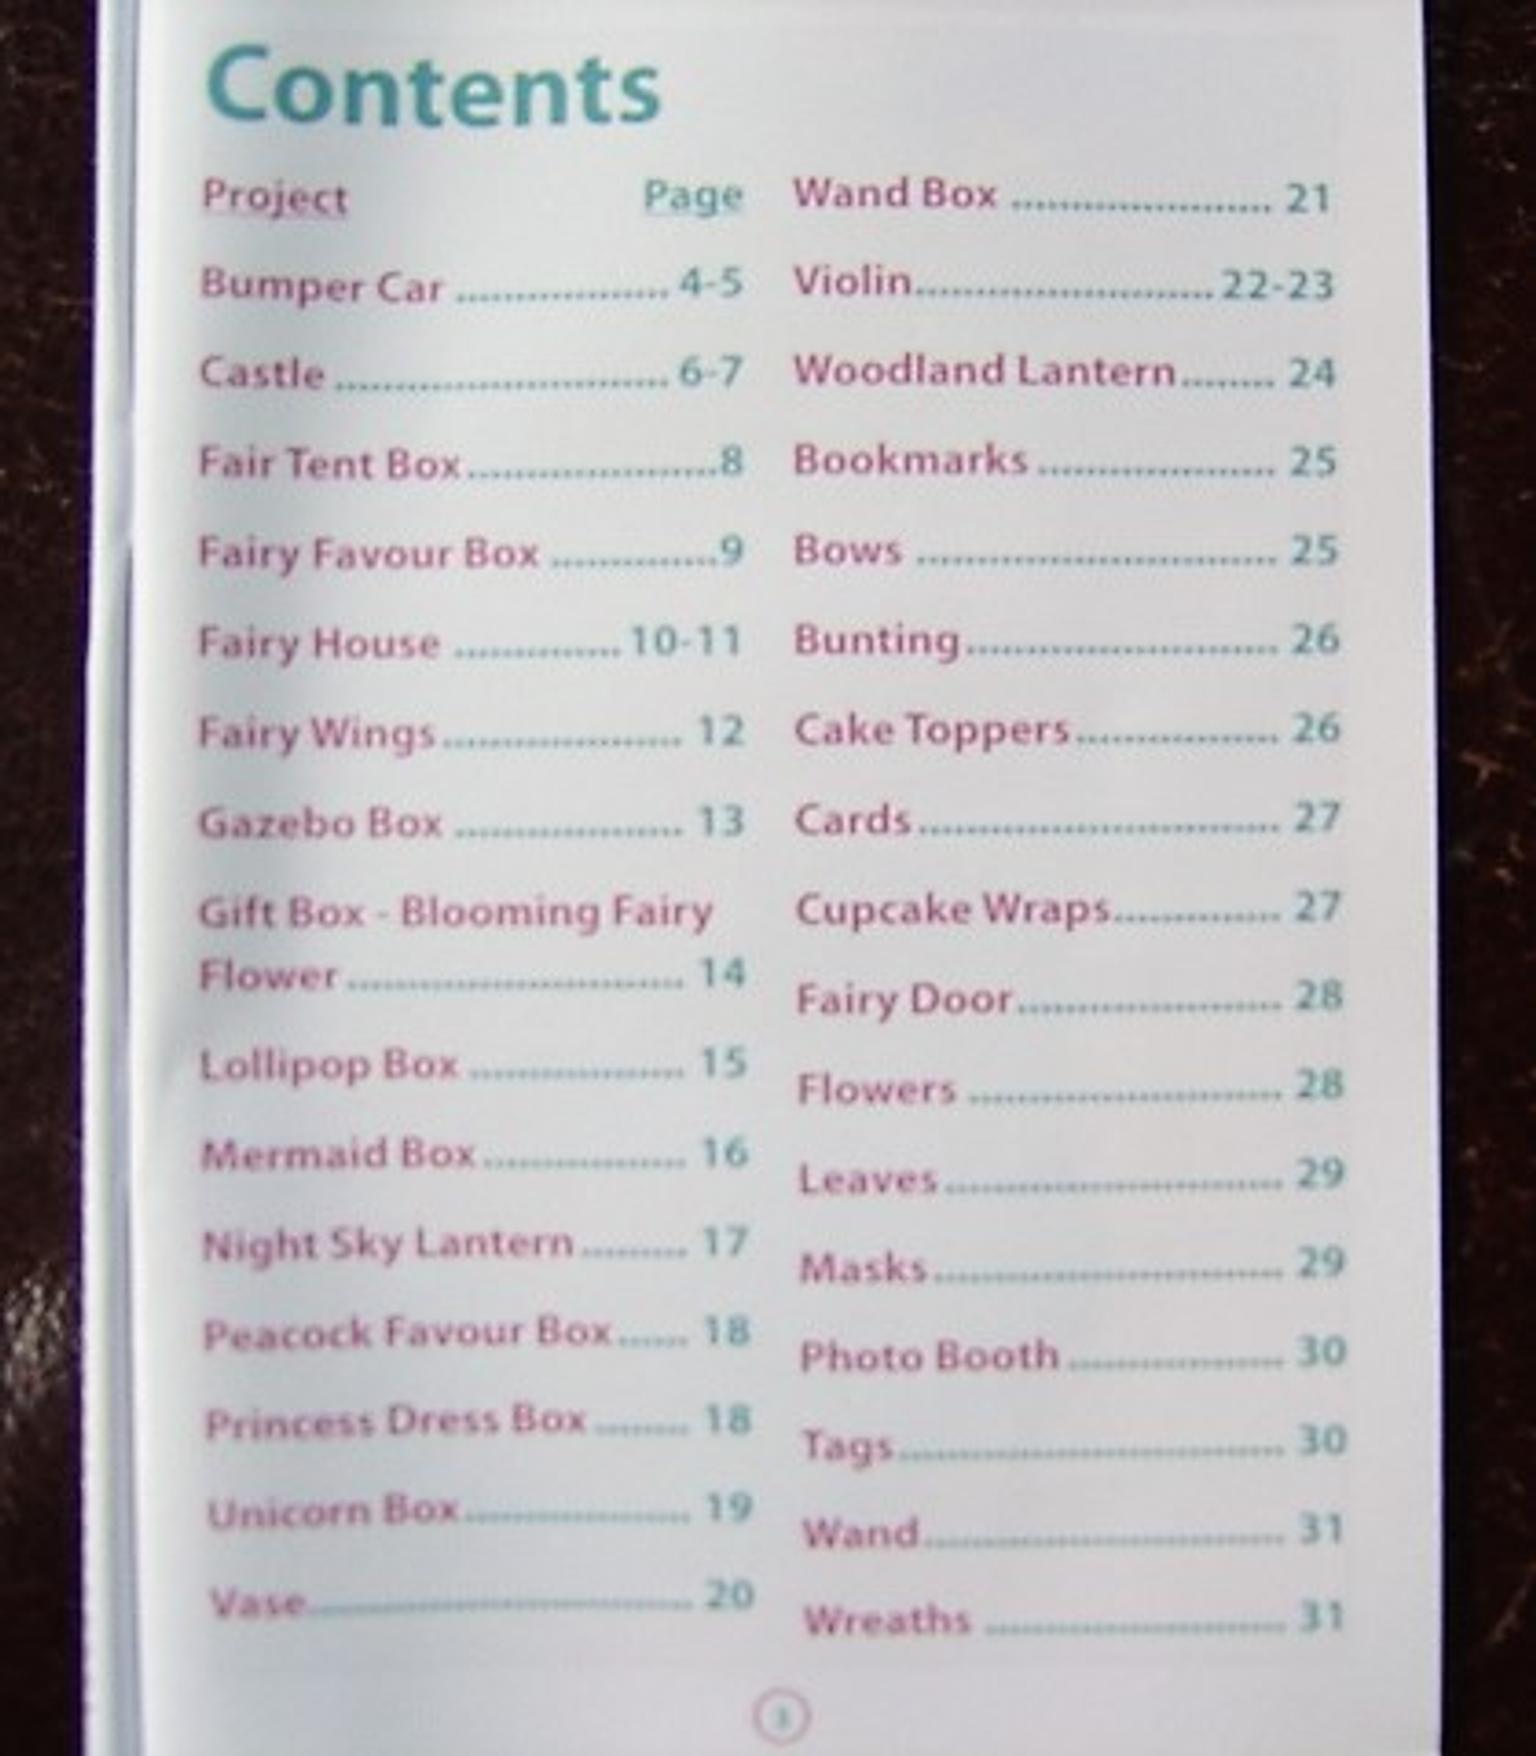 Contents
Project Page
Bumper Car .................. 4-5
Castle ............................ 6-7
Fair Tent Box.....................8
Fairy Favour Box ..............9
Fairy House .............. 10-11
Fairy Wings.................... 12
Gazebo Box ................... 13
Gift Box - Blooming Fairy
Flower............................ 14
Lollipop Box .................. 15
Mermaid Box................. 16
Night Sky Lantern......... 17
Peacock Favour Box...... 18
Princess Dress Box ........ 18
Unicorn Box................... 19
Vase................................ 20
Wand Box ...................... 21
Violin.........................22-23
Woodland Lantern........ 24
Bookmarks .................... 25
Bows .............................. 25
Bunting.......................... 26
Cake Toppers................. 26
Cards.............................. 27
Cupcake Wraps.............. 27
Fairy Door...................... 28
Flowers .......................... 28
Leaves............................ 29
Masks............................. 29
Photo Booth .................. 30
Tags................................ 30
Wand.............................. 31
Wreaths ......................... 31
3